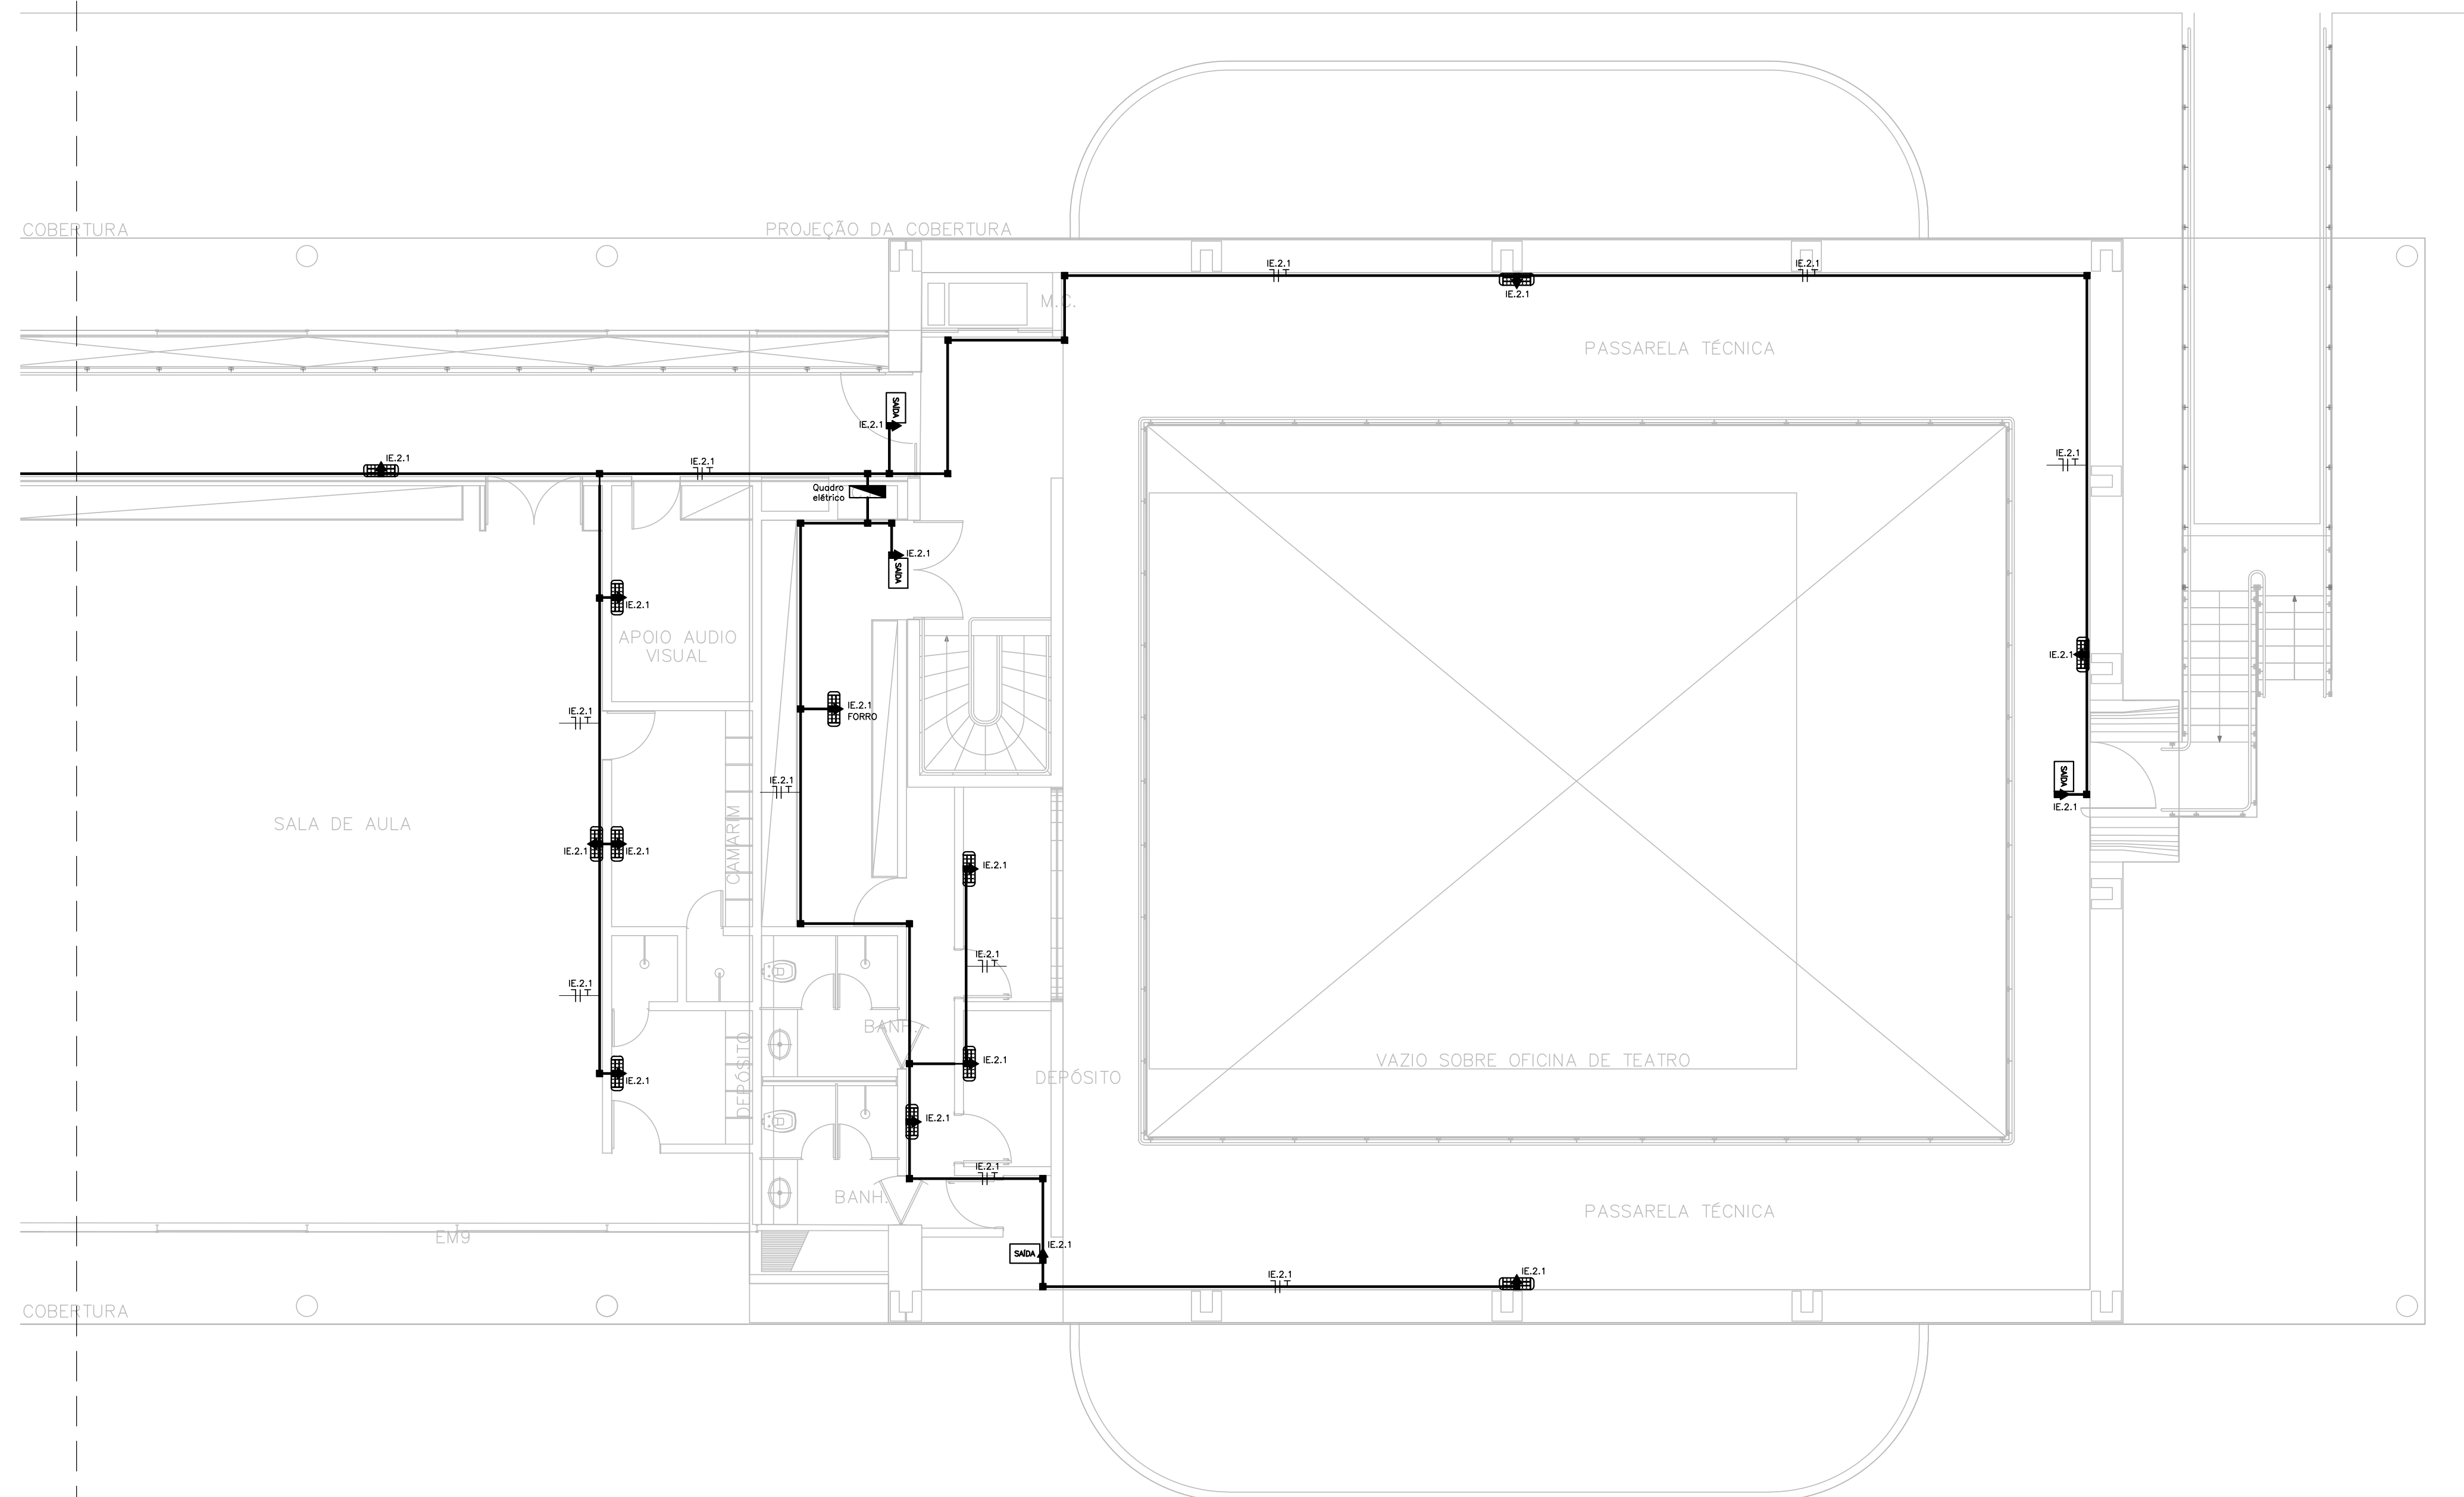 COBERTURA
PROJEÇÃO DA COBERTURA
IE.2.1
IE.2.1
IE.2.1
M.C.
PASSARELA TÉCNICA
SAÍDA
IE.2.1
IE.2.1
IE.2.1
IE.2.1
Quadro
elétrico
IE.2.1
SAÍDA
IE.2.1
APOIO AUDIO
VISUAL
IE.2.1
IE.2.1
FORRO
IE.2.1
IE.2.1
SAÍDA
IE.2.1
SALA DE AULA
CAMARIM
IE.2.1
IE.2.1
IE.2.1
IE.2.1
IE.2.1
BANH.
IE.2.1
VAZIO SOBRE OFICINA DE TEATRO
DEPÓSITO
DEPÓSITO
IE.2.1
IE.2.1
IE.2.1
BANH.
PASSARELA TÉCNICA
EM9
SAÍDA
IE.2.1
IE.2.1
IE.2.1
COBERTURA